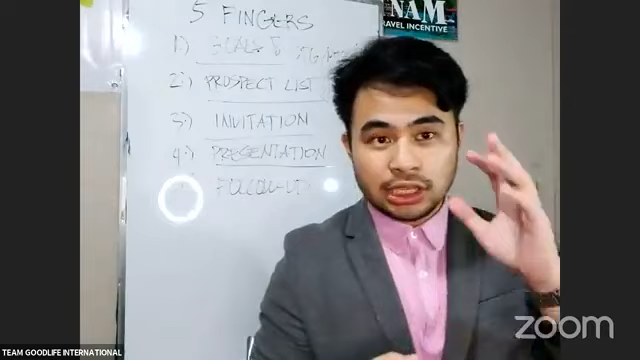 5 FINGERS
NAM
RAVEL INCENTIVE
1.) GOALS &
2.) PROSPECT LIST
3.) INVITATION
4.) PRESENTATION
FOLLOW-UP
TEAM GOODLIFE INTERNATIONAL
zoom